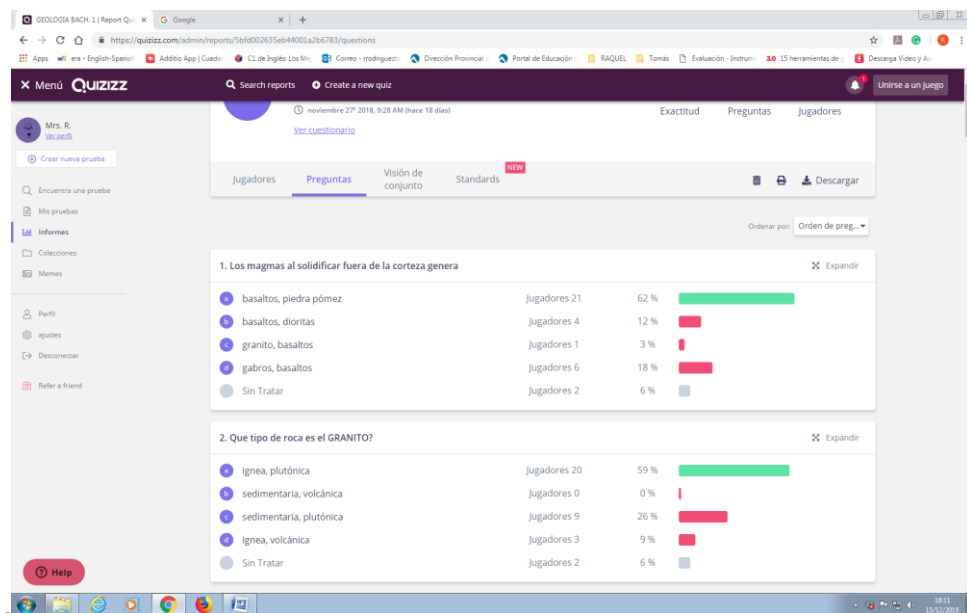 GEOLOGIA BACH. 1 | Report Qui
Google
https://quizizz.com/admin/reports/5bfd002635eb44001a2b6783/questions
Apps
era - English-Spanish
Additio App | Cuade
C1 de Inglés: Los Me
Correo - rrodriguezs
Dirección Provincial
Portal de Educación
RAQUEL
Tomás
Evaluación - Instrum
3.0 15 herramientas de g
Descarga Video y Au
Menú QUIZIZZ
Search reports
Create a new quiz
Unirse a un juego
Mrs. R.
Ver perfil
Crear nueva prueba
Encuentra una prueba
Mis pruebas
Informes
Colecciones
Memes
Perfil
ajustes
Desconectar
Refer a friend
Help
noviembre 27º 2018, 9:28 AM (hace 18 días)
Ver cuestionario
Exactitud Preguntas Jugadores
Jugadores Preguntas Visión de conjunto Standards NEW
Descargar
Ordenar por: Orden de preg...
1. Los magmas al solidificar fuera de la corteza genera Expandir
a basaltos, piedra pómez Jugadores 21 62 %
b basaltos, dioritas Jugadores 4 12 %
c granito, basaltos Jugadores 1 3 %
d gabros, basaltos Jugadores 6 18 %
Sin Tratar Jugadores 2 6 %
2. Que tipo de roca es el GRANITO? Expandir
a ignea, plutónica Jugadores 20 59 %
b sedimentaria, volcánica Jugadores 0 0 %
c sedimentaria, plutónica Jugadores 9 26 %
d ignea, volcánica Jugadores 3 9 %
Sin Tratar Jugadores 2 6 %
18:11
15/12/2018